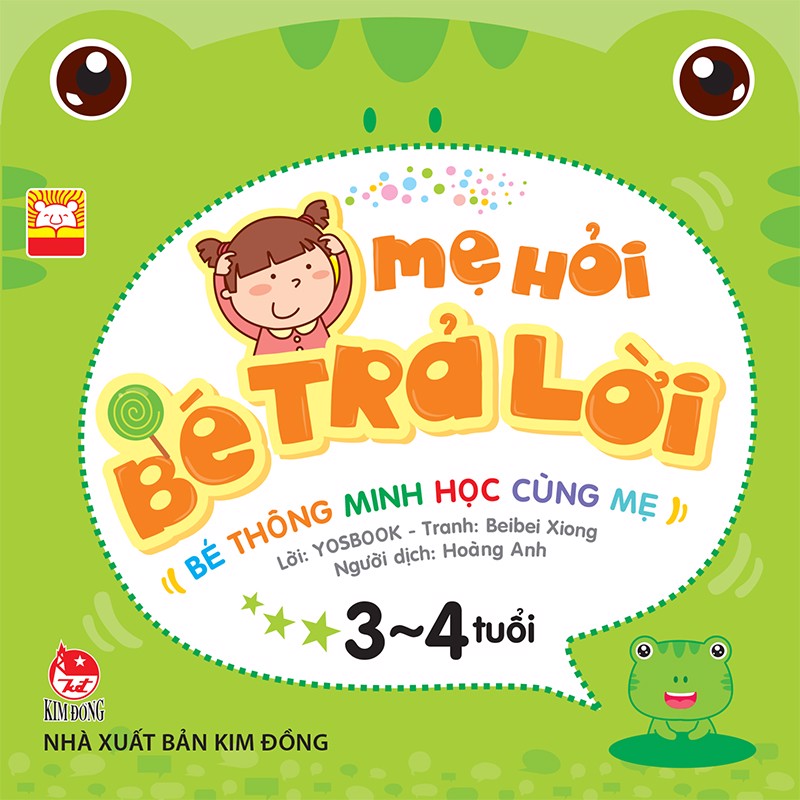 mẹ Hỏi
Bé TRả Lời
BÉ THÔNG MINH HỌC CÙNG MẸ
Lời: YOSBOOK - Tranh: Beibei Xiong
Người dịch: Hoàng Anh
3~4 tuổi
KIM ĐỒNG
NHÀ XUẤT BẢN KIM ĐỒNG